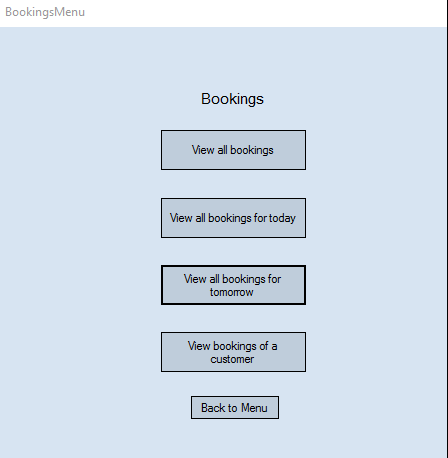 BookingsMenu
Bookings
View all bookings
View all bookings for today
View all bookings for
tomorrow
View bookings of a
customer
Back to Menu